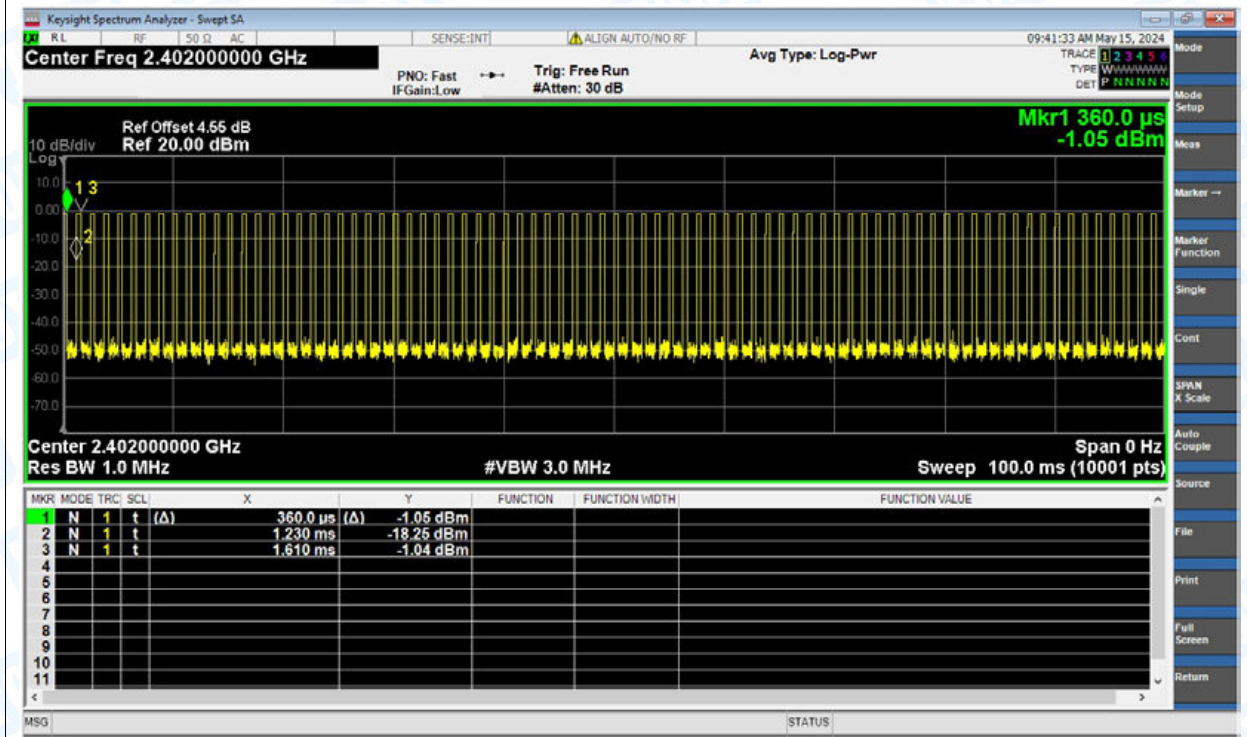 Keysight Spectrum Analyzer - Swept SA
RL RF 50 Ω AC SENSE:INT ALIGN AUTO/NO RF 09:41:33 AM May 15, 2024
Center Freq 2.402000000 GHz
PNO: Fast
IFGain:Low
Trig: Free Run
#Atten: 30 dB
Avg Type: Log-Pwr
TRACE 1 2 3 4 5 6
TYPE WWWWWW
DET P N N N N N
Mkr1 360.0 µs
-1.05 dBm
Ref Offset 4.55 dB
10 dB/div Ref 20.00 dBm
Log
10.0
0.00
-10.0
-20.0
-30.0
-40.0
-50.0
-60.0
-70.0
1 3
2
Center 2.402000000 GHz Span 0 Hz
Res BW 1.0 MHz #VBW 3.0 MHz Sweep 100.0 ms (10001 pts)
MKR MODE TRC SCL X Y FUNCTION FUNCTION WIDTH FUNCTION VALUE
1 N 1 t (Δ) 360.0 µs (Δ) -1.05 dBm
2 N 1 t 1.230 ms -18.25 dBm
3 N 1 t 1.610 ms -1.04 dBm
4
5
6
7
8
9
10
11
MSG STATUS
Mode
Mode
Setup
Meas
Marker →
Marker
Function
Single
Cont
SPAN
X Scale
Auto
Couple
Source
File
Print
Full
Screen
Return